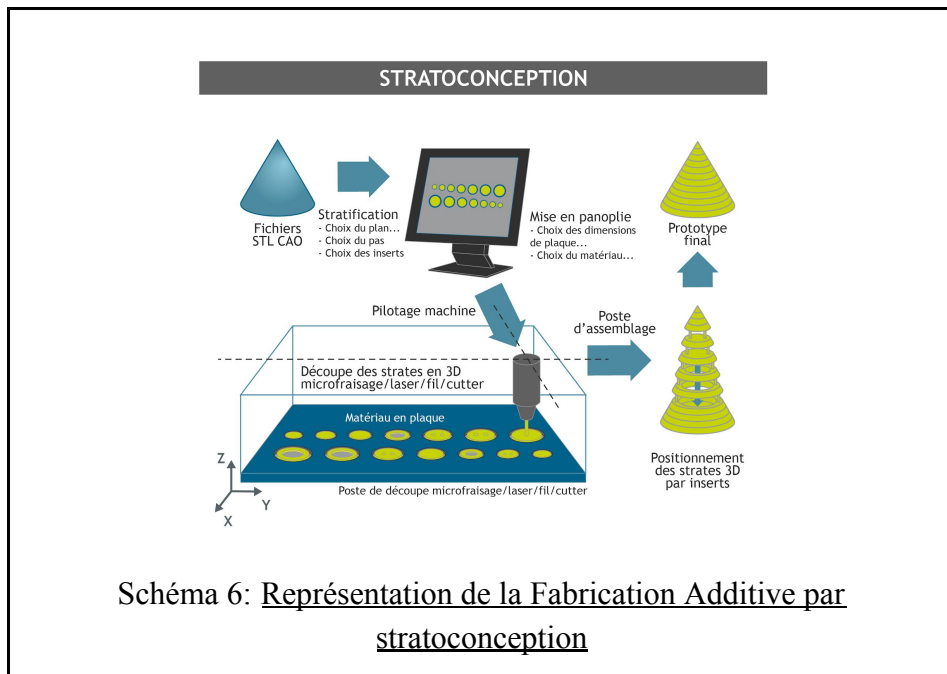 STRATOCONCEPTION
Fichiers
STL CAO
Stratification
- Choix du plan...
- Choix du pas
- Choix des inserts
Mise en panoplie
- Choix des dimensions
de plaque...
- Choix du matériau...
Prototype
final
Pilotage machine
Poste
d'assemblage
Découpe des strates en 3D
microfraisage/laser/fil/cutter
Matériau en plaque
Positionnement
des strates 3D
par inserts
Z
Y
X
Poste de découpe microfraisage/laser/fil/cutter
Schéma 6: Représentation de la Fabrication Additive par
stratoconception